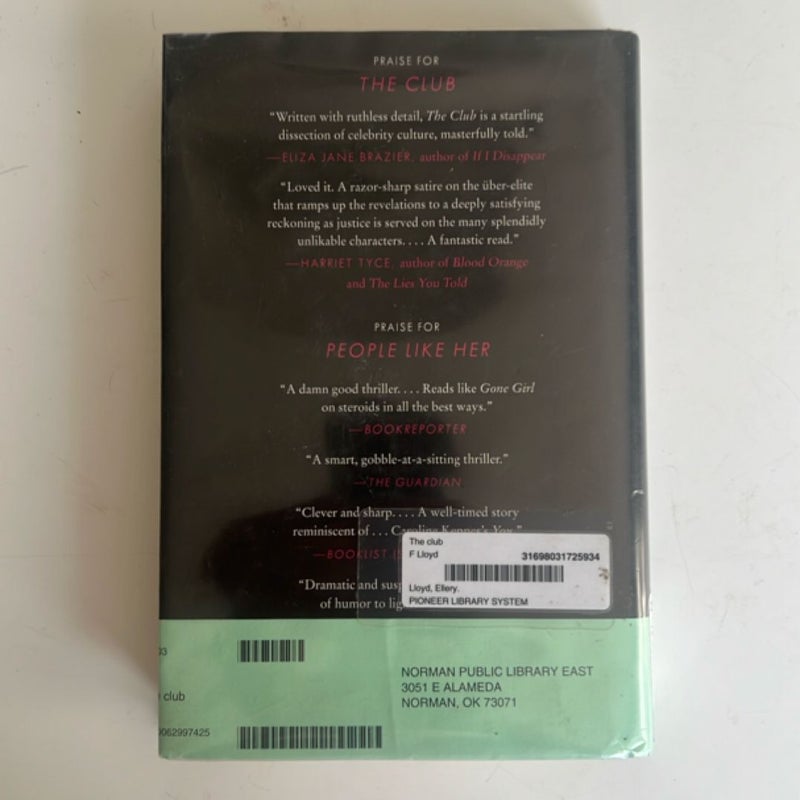 PRAISE FOR
THE CLUB
“Written with ruthless detail, The Club is a startling
dissection of celebrity culture, masterfully told.”
—ELIZA JANE BRAZIER, author of If I Disappear
“Loved it. A razor-sharp satire on the über-elite
that ramps up the revelations to a deeply satisfying
reckoning as justice is served on the many splendidly
unlikable characters. . . . A fantastic read.”
—HARRIET TYCE, author of Blood Orange
and The Lies You Told
PRAISE FOR
PEOPLE LIKE HER
“A damn good thriller. . . . Reads like Gone Girl
on steroids in all the best ways.”
—BOOKREPORTER
“A smart, gobble-at-a-sitting thriller.”
—THE GUARDIAN
“Clever and sharp. . . . A well-timed story
reminiscent of . . . Caroline Kepnes’s You.”
—BOOKLIST
“Dramatic and
of humor to
The club
F Lloyd 31698031725934
Lloyd, Ellery.
PIONEER LIBRARY SYSTEM
club
062997425
NORMAN PUBLIC LIBRARY EAST
3051 E ALAMEDA
NORMAN, OK 73071